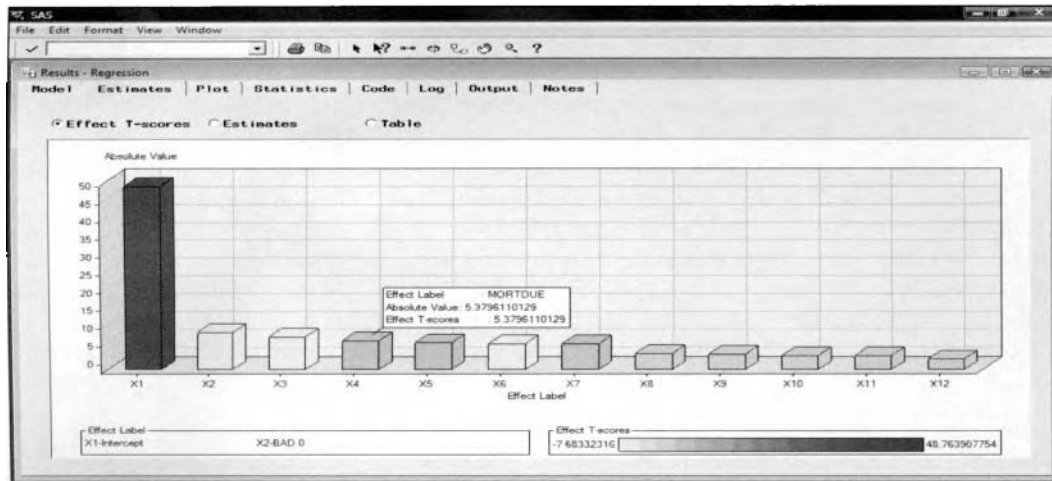 SAS
File Edit Format View Window
?
Results - Regression
Model Estimates Plot Statistics Code Log Output Notes
Effect T-scores Estimates Table
Absolute Value
50
45
40
35
30
25
20
15
10
5
0
Effect Label MORTDUE
Absolute Value: 5.3796110129
Effect T-scores : 5.3796110129
X1 X2 X3 X4 X5 X6 X7 X8 X9 X10 X11 X12
Effect Label
Effect Label
X1-Intercept X2-BAD 0
Effect T-scores
-7.68332316 48.763907754